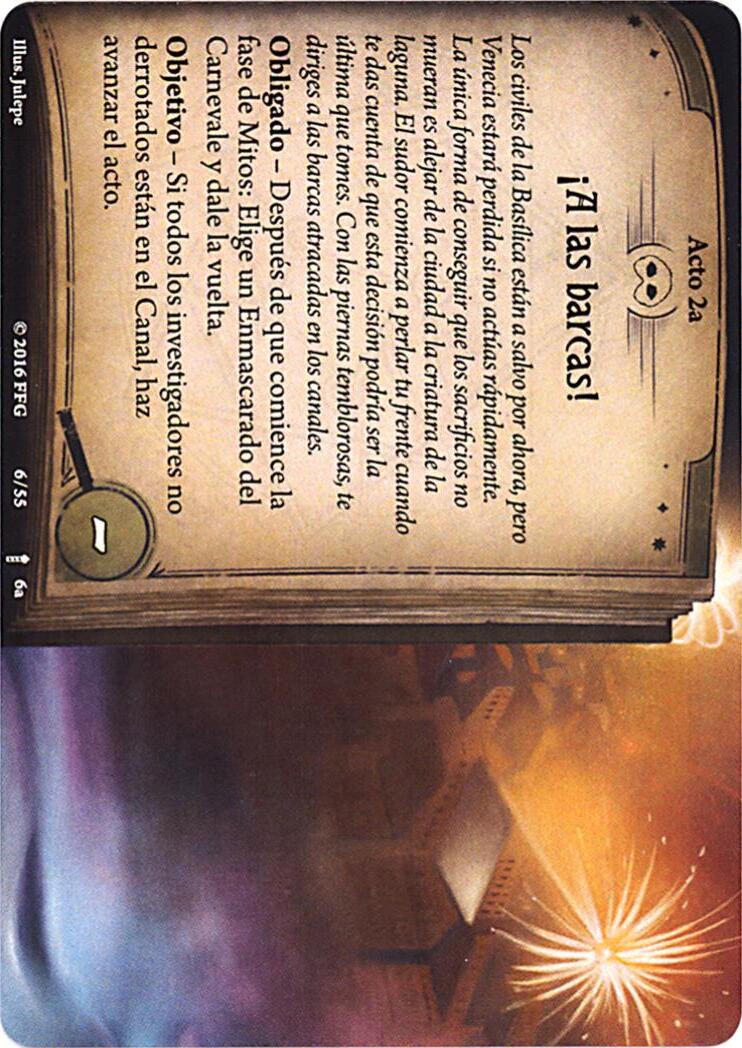 Acto 2a
¡A las barcas!
Los civiles de la Basílica están a salvo por ahora, pero
Venecia estará perdida si no actúas rápidamente.
La única forma de conseguir que los sacrificios no
mueran es alejar de la ciudad a la criatura de la
laguna. El sudor comienza a perlar tu frente cuando
te das cuenta de que esta decisión podría ser la
última que tomes. Con las piernas temblorosas, te
diriges a las barcas atracadas en los canales.
Obligado – Después de que comience la
fase de Mitos: Elige un Enmascarado del
Carnevale y dale la vuelta.
Objetivo – Si todos los investigadores no
derrotados están en el Canal, haz
avanzar el acto.
–
Illus. Julepe © 2016 FFG 6/55 6a